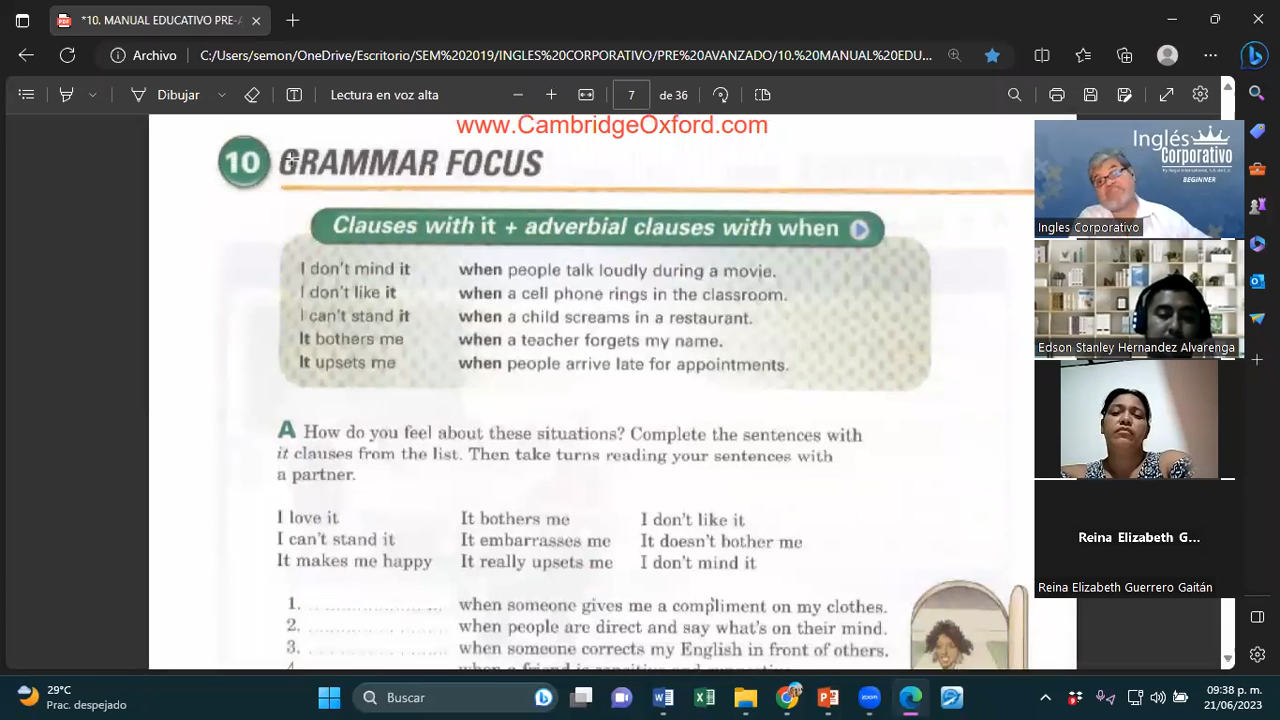 *10. MANUAL EDUCATIVO PRE-A
Archivo
C:/Users/semon/OneDrive/Escritorio/SEM%202019/INGLES%20CORPORATIVO/PRE%20AVANZADO/10.%20MANUAL%20EDU...
Dibujar
Lectura en voz alta
7
de 36
www.CambridgeOxford.com
10 GRAMMAR FOCUS
Clauses with it + adverbial clauses with when
I don't mind it when people talk loudly during a movie.
I don't like it when a cell phone rings in the classroom.
I can't stand it when a child screams in a restaurant.
It bothers me when a teacher forgets my name.
It upsets me when people arrive late for appointments.
A How do you feel about these situations? Complete the sentences with
it clauses from the list. Then take turns reading your sentences with
a partner.
I love it It bothers me I don't like it
I can't stand it It embarrasses me It doesn't bother me
It makes me happy It really upsets me I don't mind it
1. ........................ when someone gives me a compliment on my clothes.
2. ........................ when people are direct and say what's on their mind.
3. ........................ when someone corrects my English in front of others.
4. when a friend is sensitive and supportive
Inglés
Corporativo
BEGINNER
Ingles Corporativo
Edson Stanley Hernandez Alvarenga
Reina Elizabeth G...
Reina Elizabeth Guerrero Gaitán
29°C
Prac. despejado
Buscar
09:38 p. m.
21/06/2023